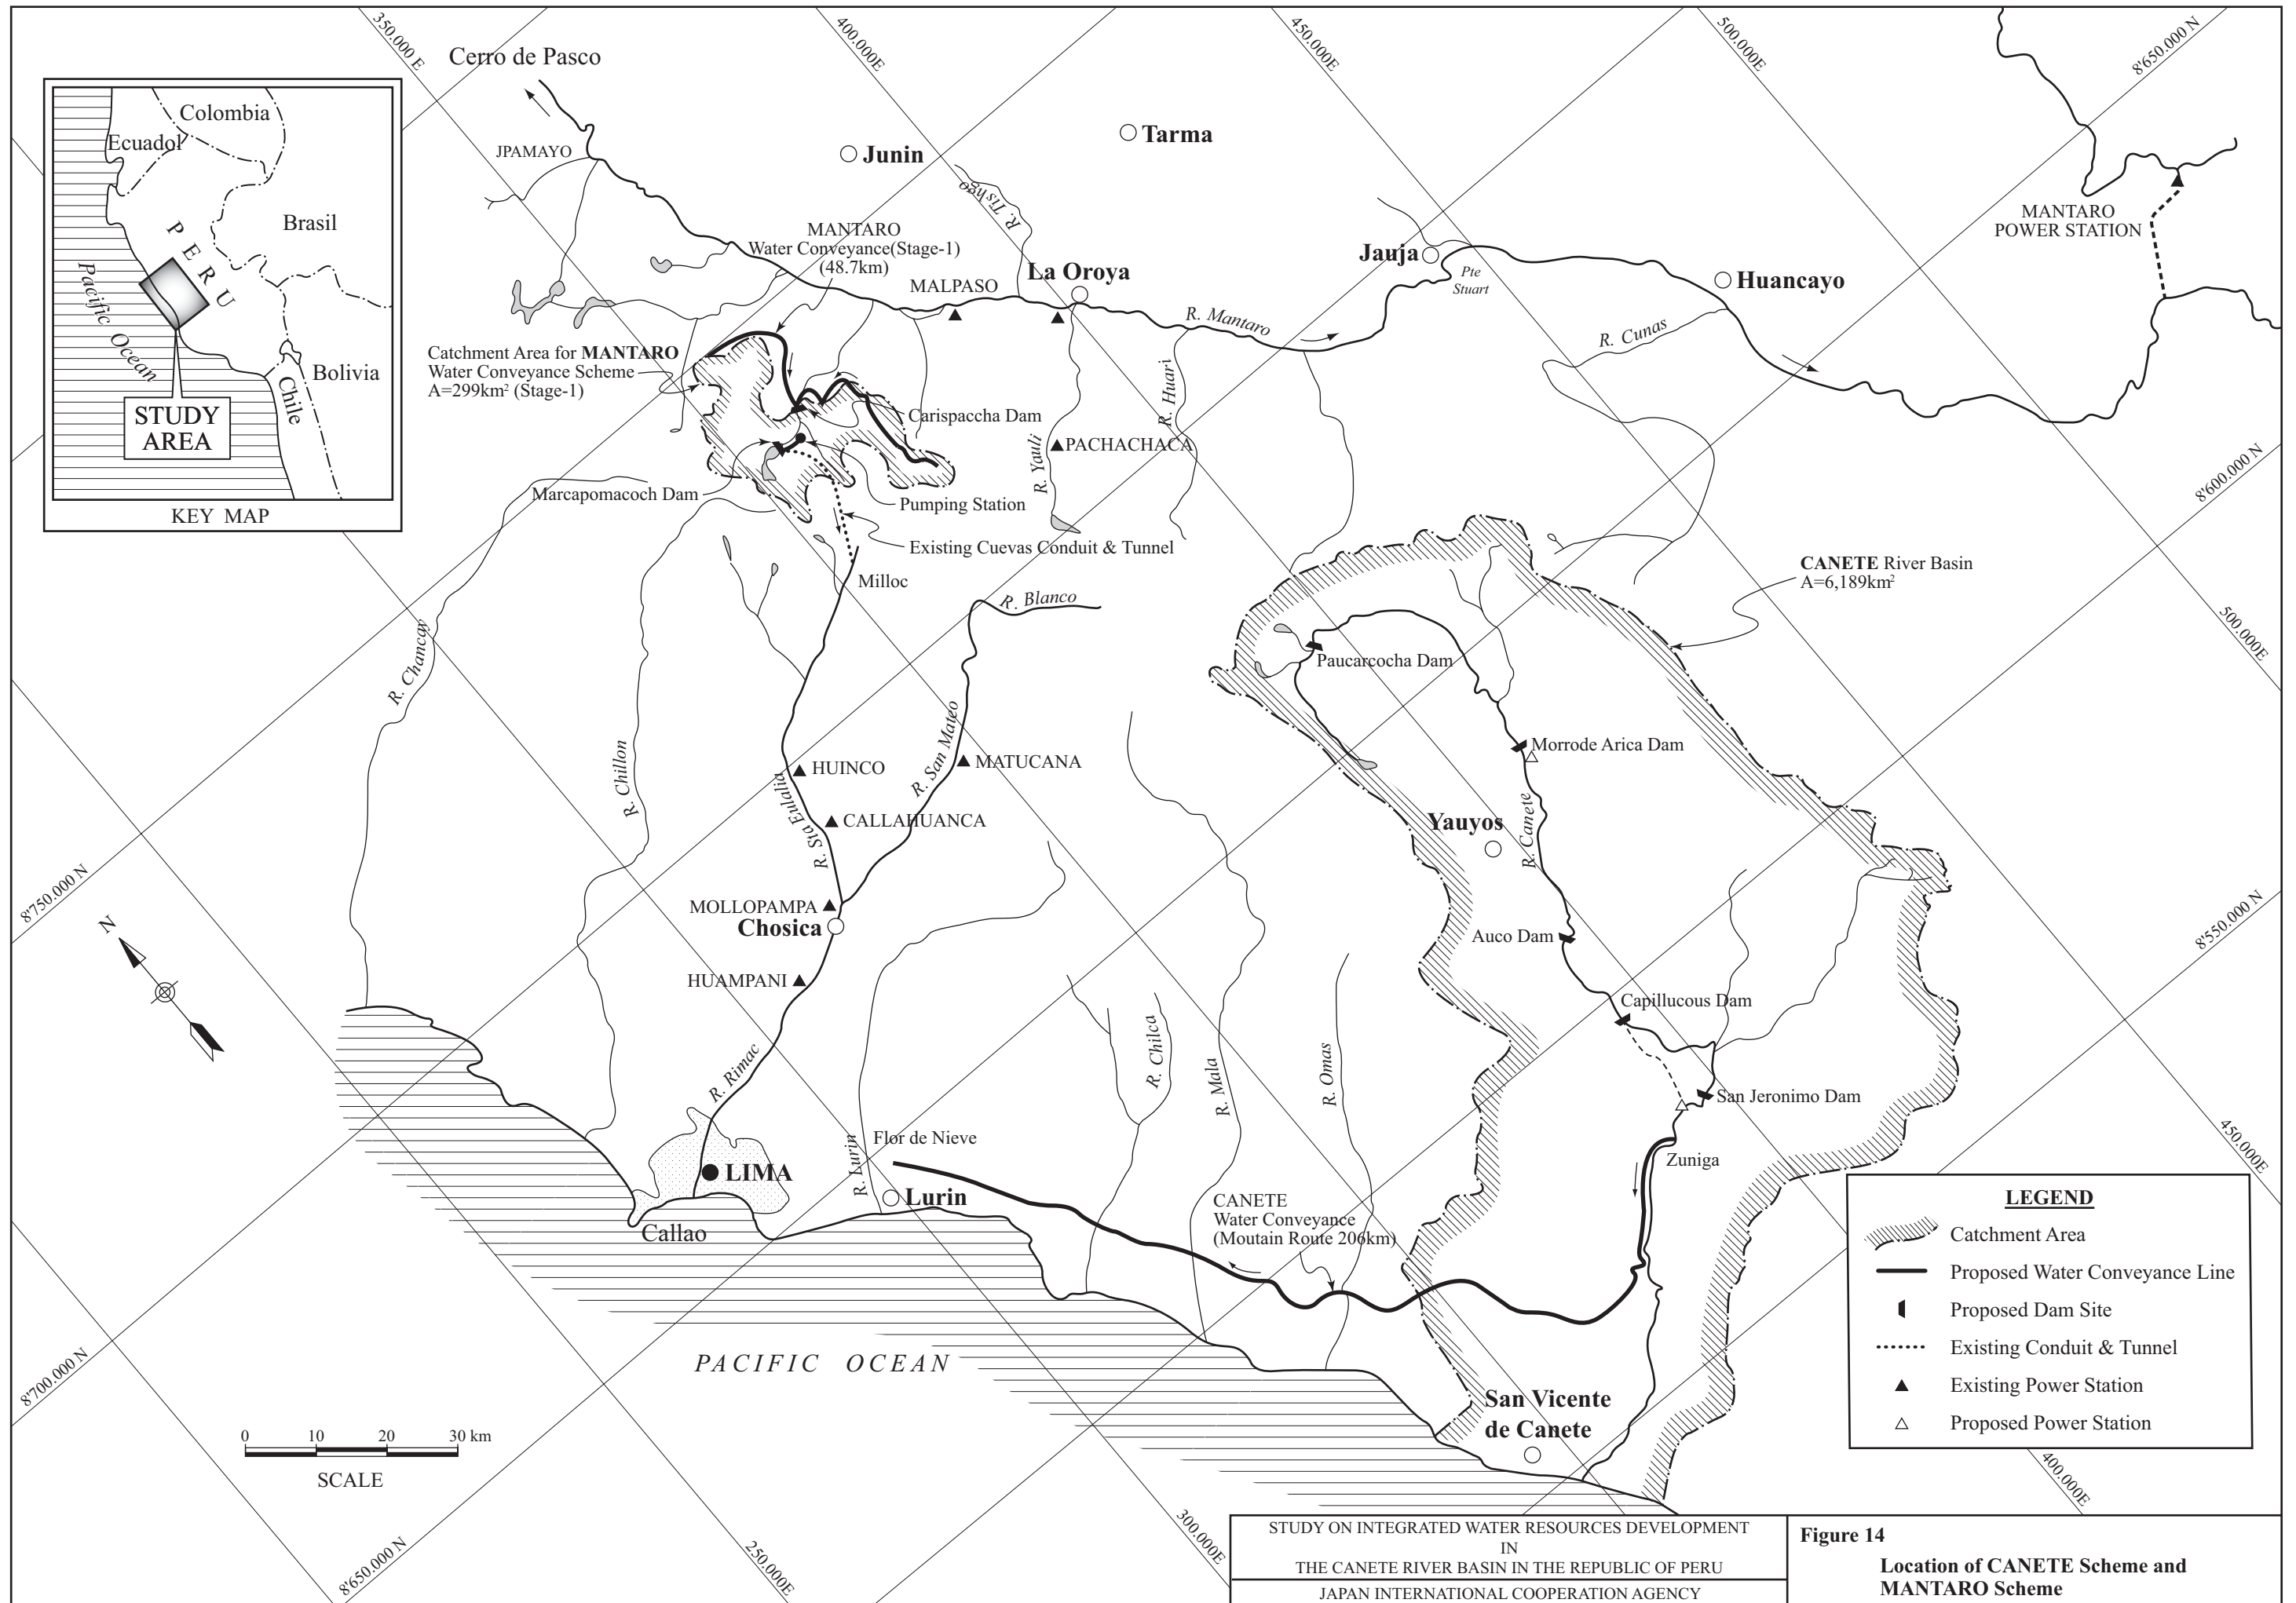 350.000 E
400.000E
450.000E
500.000E
8'650.000 N
Cerro de Pasco
Colombia
Ecuadol
Brasil
PERU
Pacific Ocean
Bolivia
Chile
STUDY
AREA
KEY MAP
JPAMAYO
Junin
Tarma
R. Tishgo
MANTARO
Water Conveyance(Stage-1)
(48.7km)
MALPASO
La Oroya
Jauja
Pte
Stuart
Huancayo
MANTARO
POWER STATION
R. Mantaro
R. Cunas
Catchment Area for MANTARO
Water Conveyance Scheme
A=299km² (Stage-1)
Carispaccha Dam
R. Huari
R. Yauli
PACHACHACA
8'600.000 N
Marcapomacoch Dam
Pumping Station
Existing Cuevas Conduit & Tunnel
Milloc
CANETE River Basin
A=6,189km²
R. Blanco
500.000E
R. Chancay
Paucarcocha Dam
R. Chillon
HUINCO
R. Sta Eulalia
R. San Mateo
MATUCANA
Morrode Arica Dam
CALLAHUANCA
Yauyos
R. Canete
8'750.000 N
N
MOLLOPAMPA
Chosica
Auco Dam
8'550.000 N
HUAMPANI
Capillucous Dam
R. Rimac
R. Chilca
R. Mala
R. Omas
San Jeronimo Dam
Flor de Nieve
R. Lurin
LIMA
Lurin
Zuniga
450.000E
Callao
CANETE
Water Conveyance
(Moutain Route 206km)
LEGEND
Catchment Area
Proposed Water Conveyance Line
Proposed Dam Site
Existing Conduit & Tunnel
Existing Power Station
Proposed Power Station
PACIFIC OCEAN
8'700.000 N
San Vicente
de Canete
0 10 20 30 km
SCALE
400.000E
8'650.000 N
250.000E
300.000E
STUDY ON INTEGRATED WATER RESOURCES DEVELOPMENT
IN
THE CANETE RIVER BASIN IN THE REPUBLIC OF PERU
JAPAN INTERNATIONAL COOPERATION AGENCY
Figure 14
Location of CANETE Scheme and
MANTARO Scheme